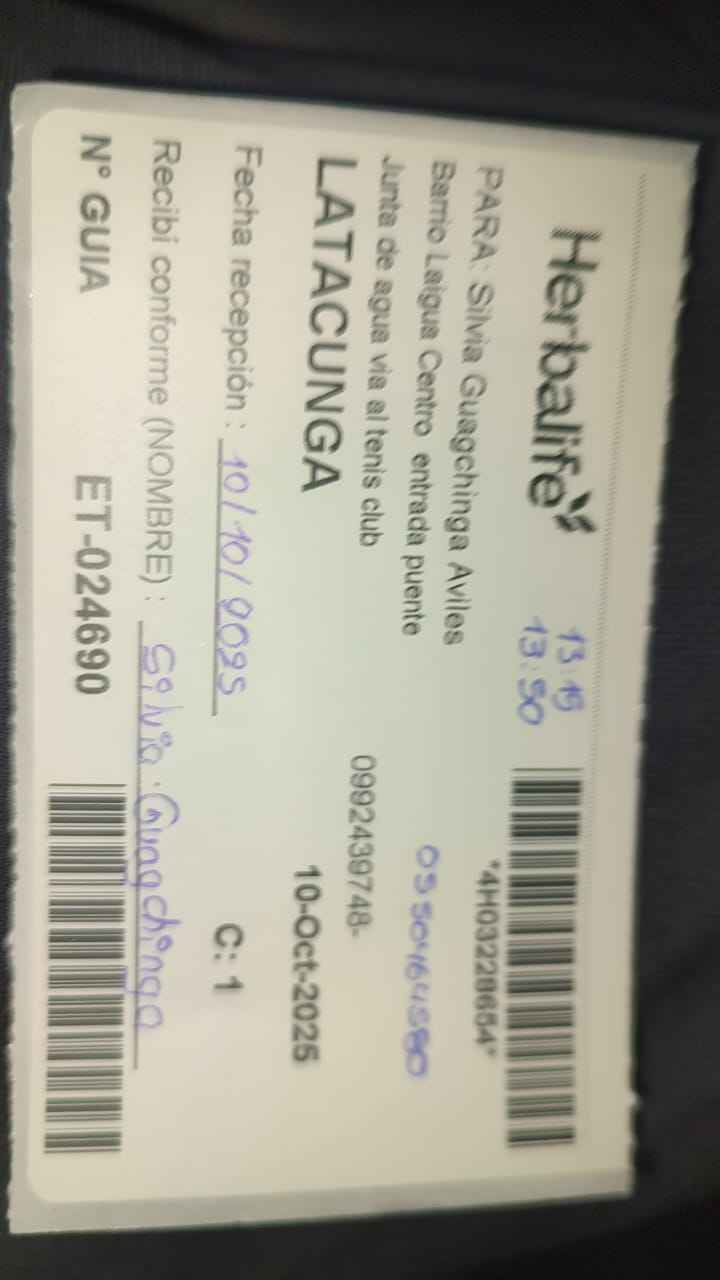 Herbalife
13:15
13:50
*4H03228654*
PARA: Silvia Guagchinga Aviles
Barrio Laigua Centro entrada puente
Junta de agua via al tenis club
0992439748-
LATACUNGA
10-Oct-2025
Fecha recepción : 10/10/2025
C: 1
Recibi conforme (NOMBRE) : Silvia Guagchinga
N° GUIA ET-024690